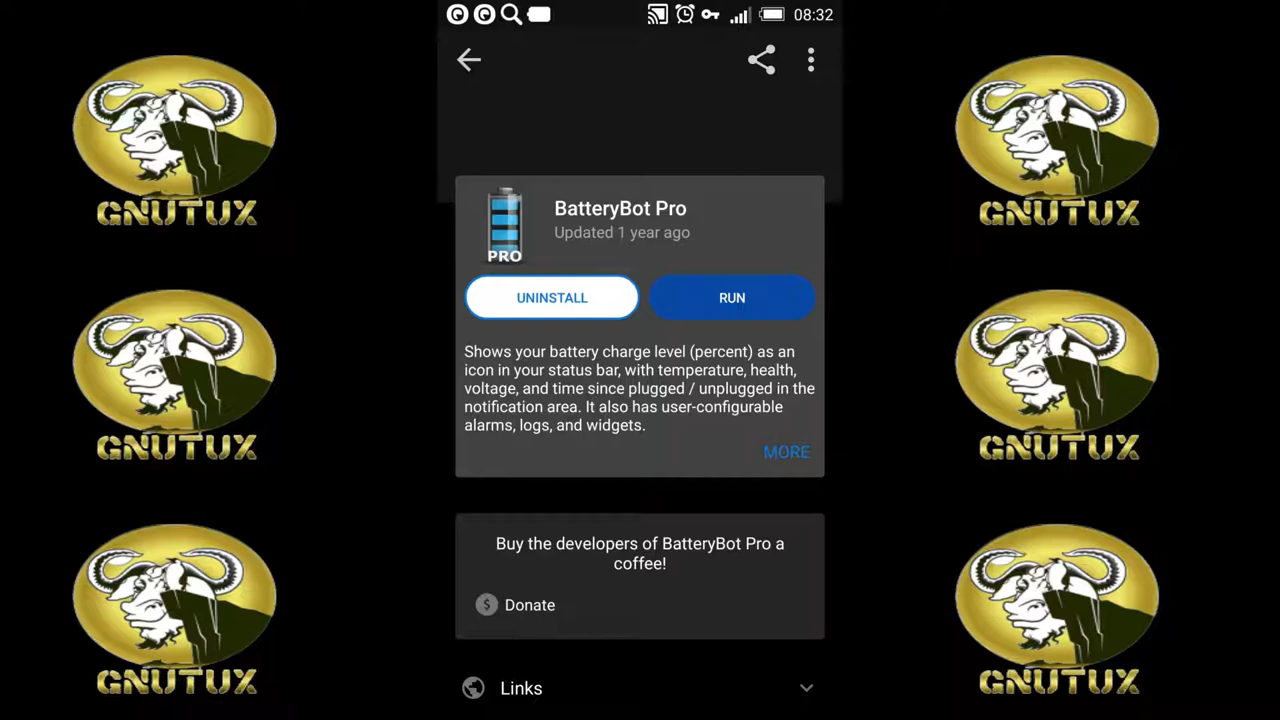 08:32
GNUTUX
GNUTUX
BatteryBot Pro
Updated 1 year ago
PRO
UNINSTALL
RUN
Shows your battery charge level (percent) as an
icon in your status bar, with temperature, health,
voltage, and time since plugged / unplugged in the
notification area. It also has user-configurable
alarms, logs, and widgets.
MORE
GNUTUX
GNUTUX
Buy the developers of BatteryBot Pro a
coffee!
$ Donate
Links
GNUTUX
GNUTUX